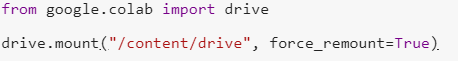 from google.colab import drive
drive.mount("/content/drive", force_remount=True)